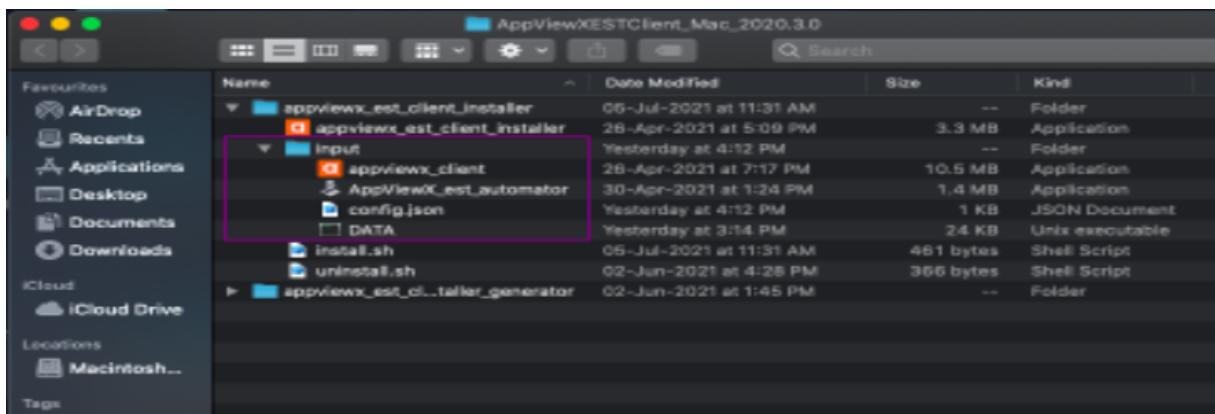 AppViewXESTClient_Mac_2020.3.0
Search
Favourites
AirDrop
Recents
Applications
Desktop
Documents
Downloads
iCloud
iCloud Drive
Locations
Macintosh...
Tags
Name Date Modified Size Kind
appviewx_est_client_installer 05-Jul-2021 at 11:31 AM -- Folder
appviewx_est_client_installer 26-Apr-2021 at 5:09 PM 3.3 MB Application
input Yesterday at 4:12 PM -- Folder
appviewx_client 26-Apr-2021 at 7:17 PM 10.5 MB Application
AppViewX_est_automator 30-Apr-2021 at 1:24 PM 1.4 MB Application
config.json Yesterday at 4:12 PM 1 KB JSON Document
DATA Yesterday at 3:14 PM 24 KB Unix executable
install.sh 05-Jul-2021 at 11:31 AM 461 bytes Shell Script
uninstall.sh 02-Jun-2021 at 4:28 PM 366 bytes Shell Script
appviewx_est_cl...taller_generator 02-Jun-2021 at 1:45 PM -- Folder